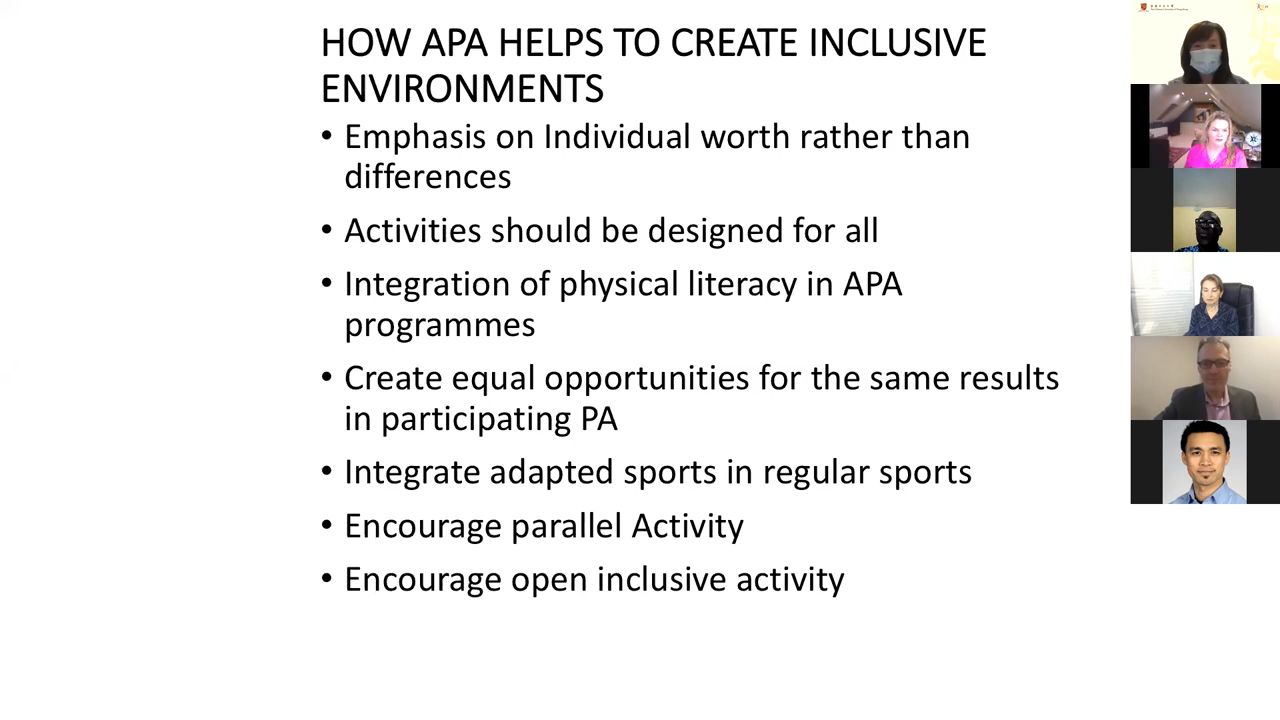 HOW APA HELPS TO CREATE INCLUSIVE
ENVIRONMENTS
• Emphasis on Individual worth rather than
differences
• Activities should be designed for all
• Integration of physical literacy in APA
programmes
• Create equal opportunities for the same results
in participating PA
• Integrate adapted sports in regular sports
• Encourage parallel Activity
• Encourage open inclusive activity